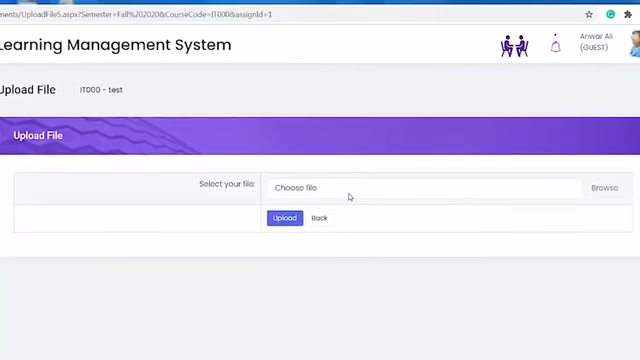 ments/UploadFile5.aspx?Semester=Fall%202020&CourseCode=IT000&assignId=1
Learning Management System
Anwar Ali
(GUEST)
Upload File
IT000 - test
Upload File
Select your file:
Choose file
Browse
Upload
Back